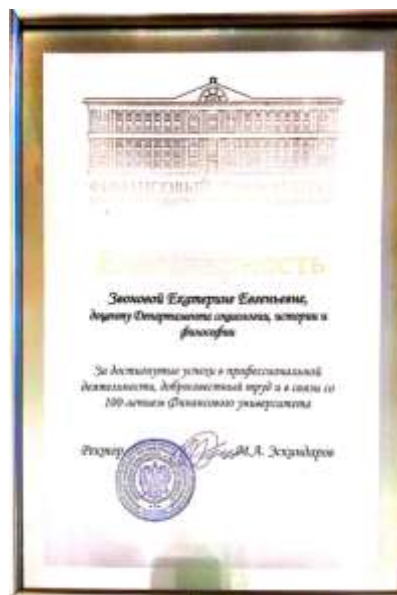 ФИНАНСОВЫЙ
Благодарность
Звоновой Екатерине Евгеньевне,
доценту Департамента социологии, истории и
философии
За достигнутые успехи в профессиональной
деятельности, добросовестный труд и в связи со
100-летием Финансового университета
Ректор М.А. Эскиндаров